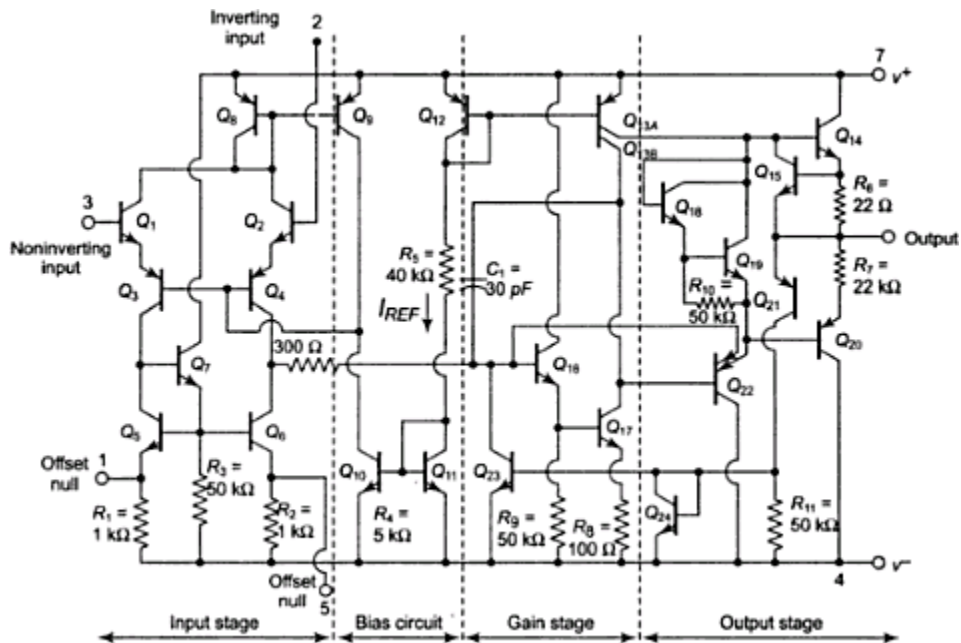 Inverting
input
2
7
v+
Q8
Q9
Q12
Q13A
Q13B
Q14
Q15
R6 =
22 Ω
3
Q1
Q2
Q18
Noninverting
input
Output
R5 =
40 kΩ
C1 =
30 pF
Q19
R7 =
22 kΩ
Q3
Q4
R10 =
50 kΩ
Q21
IREF
300 Ω
Q7
Q16
Q22
Q20
Q5
Q6
Q17
Offset
null
1
R3 =
50 kΩ
Q10
Q11
Q23
R1 =
1 kΩ
R2 =
1 kΩ
R4 =
5 kΩ
R9 =
50 kΩ
R8 =
100 Ω
Q24
R11 =
50 kΩ
Offset
null
5
4
v−
Input stage
Bias circuit
Gain stage
Output stage